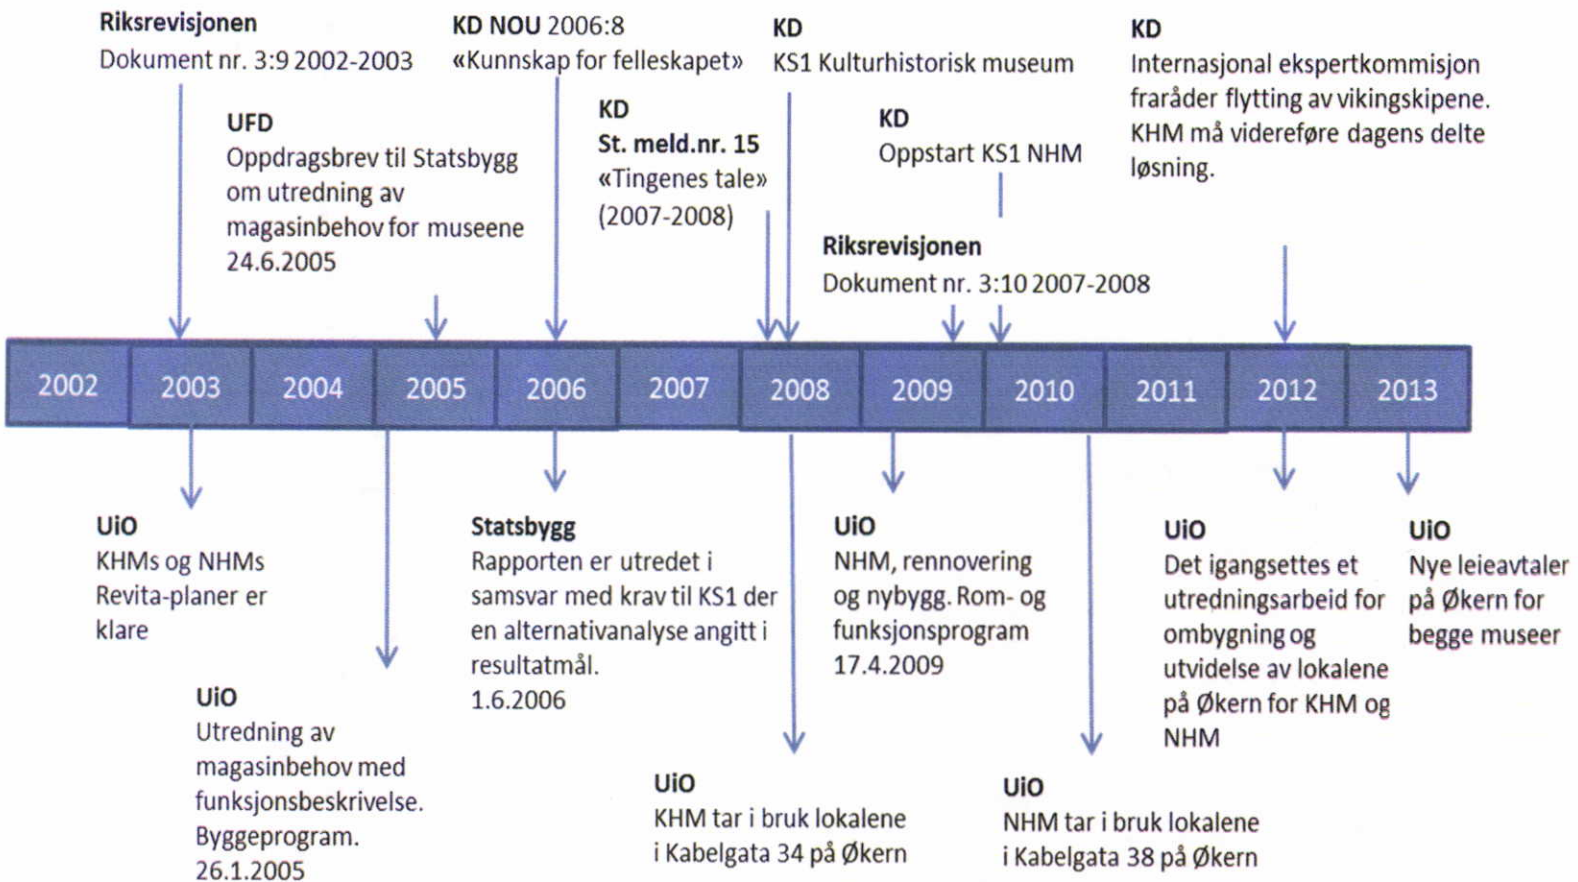 Riksrevisjonen
Dokument nr. 3:9 2002-2003
UFD
Oppdragsbrev til Statsbygg
om utredning av
magasinbehov for museene
24.6.2005
KD NOU 2006:8
«Kunnskap for felleskapet»
KD
St. meld.nr. 15
«Tingenes tale»
(2007-2008)
KD
KS1 Kulturhistorisk museum
KD
Oppstart KS1 NHM
Riksrevisjonen
Dokument nr. 3:10 2007-2008
KD
Internasjonal ekspertkommisjon
fraråder flytting av vikingskipene.
KHM må videreføre dagens delte
løsning.
2002 2003 2004 2005 2006 2007 2008 2009 2010 2011 2012 2013
UiO
KHMs og NHMs
Revita-planer er
klare
UiO
Utredning av
magasinbehov med
funksjonsbeskrivelse.
Byggeprogram.
26.1.2005
Statsbygg
Rapporten er utredet i
samsvar med krav til KS1 der
en alternativanalyse angitt i
resultatmål.
1.6.2006
UiO
KHM tar i bruk lokalene
i Kabelgata 34 på Økern
UiO
NHM, rennovering
og nybygg. Rom- og
funksjonsprogram
17.4.2009
UiO
NHM tar i bruk lokalene
i Kabelgata 38 på Økern
UiO
Det igangsettes et
utredningsarbeid for
ombygning og
utvidelse av lokalene
på Økern for KHM og
NHM
UiO
Nye leieavtaler
på Økern for
begge museer